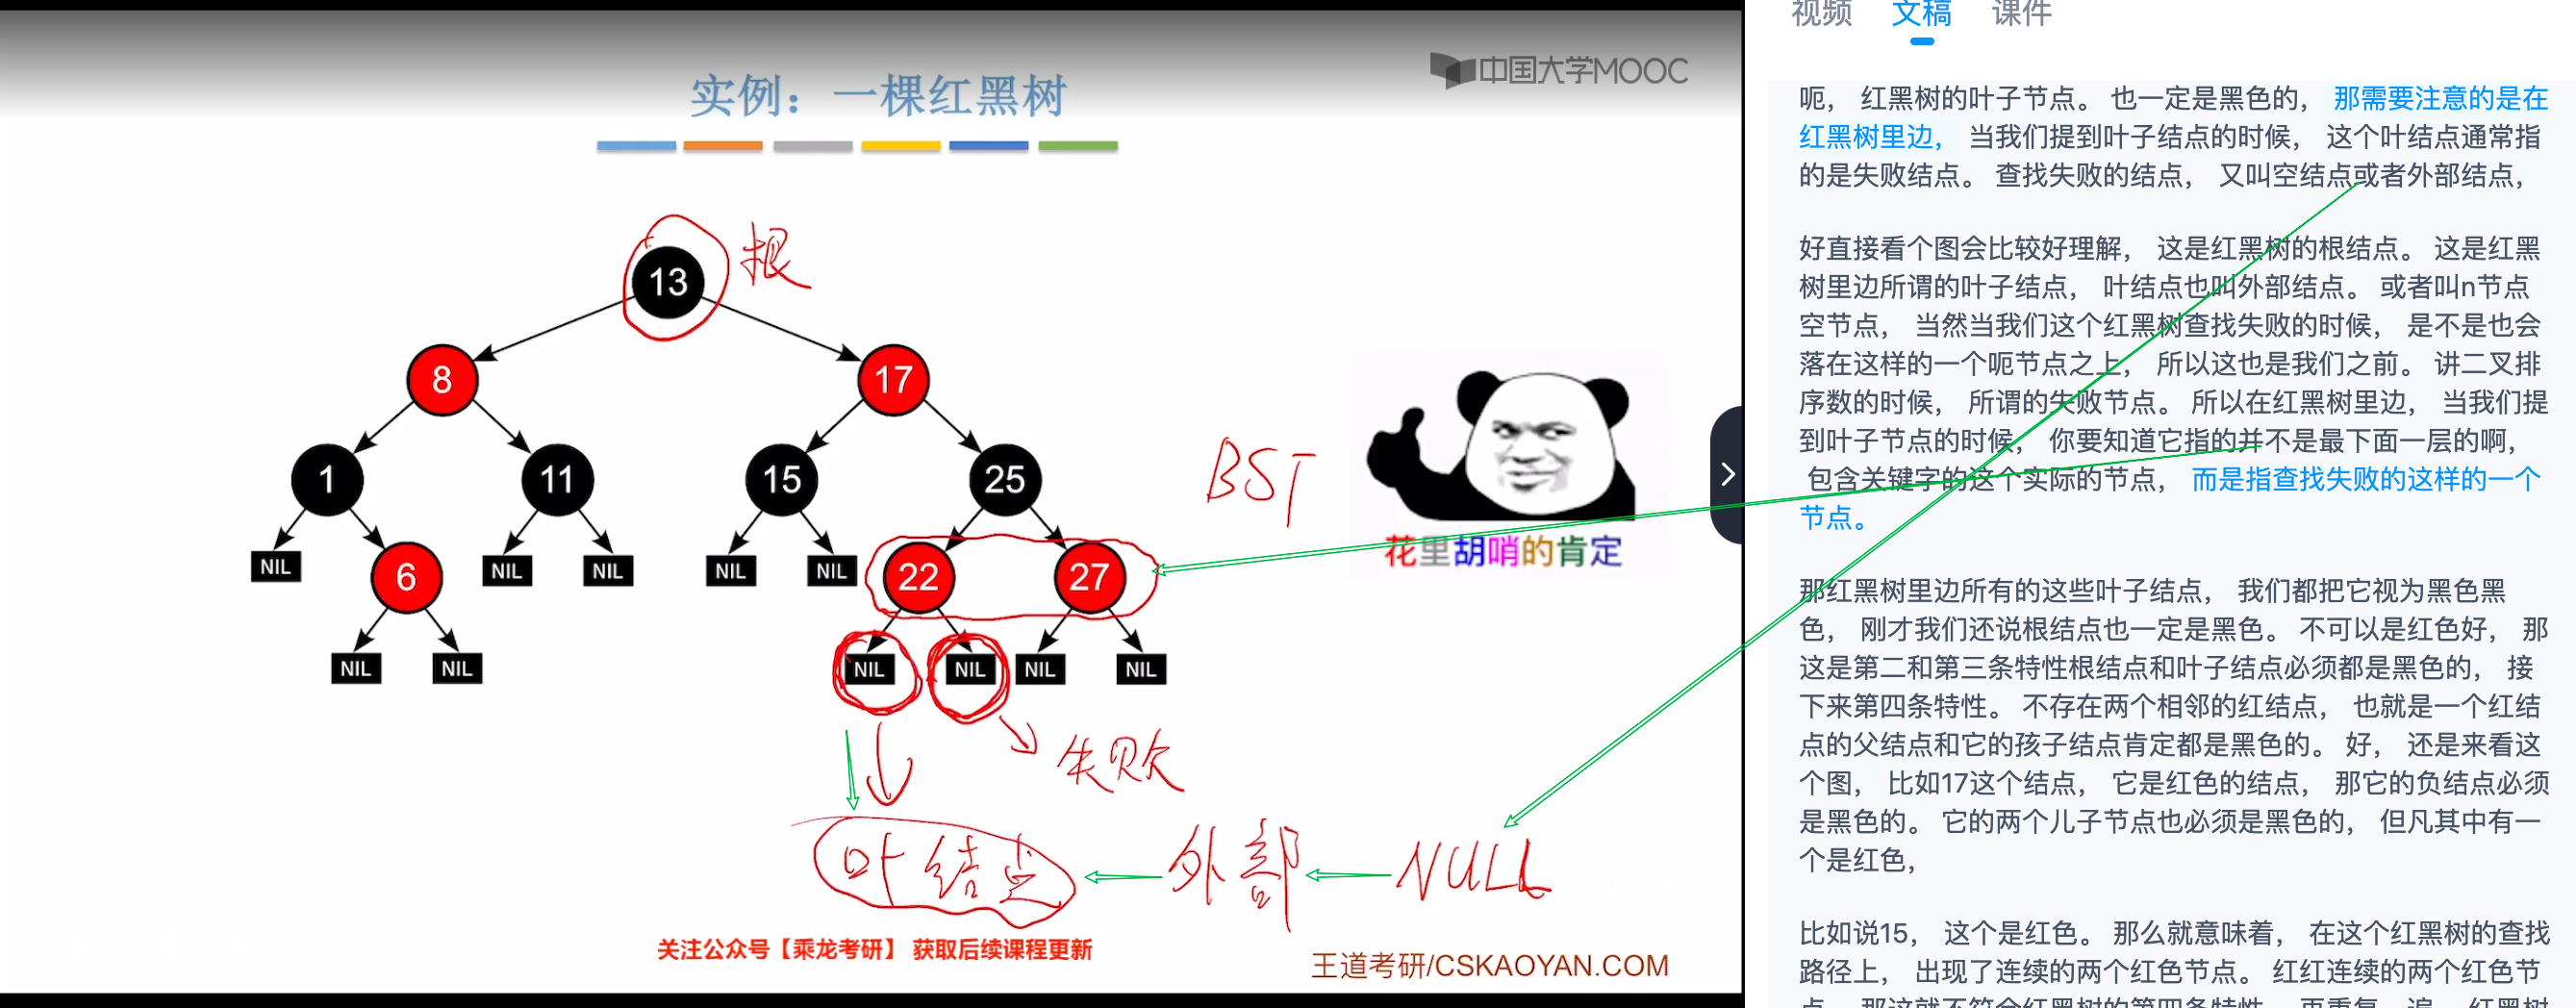 中国大学MOOC
实例：一棵红黑树
根
13
8
17
1
11
15
25
BST
NIL
6
NIL
NIL
NIL
NIL
22
27
花里胡哨的肯定
NIL
NIL
NIL
NIL
NIL
NIL
失败
叶结点
外部
NULL
关注公众号【乘龙考研】 获取后续课程更新
王道考研/CSKAOYAN.COM
视频 文稿 课件
呃， 红黑树的叶子节点。 也一定是黑色的， 那需要注意的是在
红黑树里边， 当我们提到叶子结点的时候， 这个叶结点通常指
的是失败结点。 查找失败的结点， 又叫空结点或者外部结点，
好直接看个图会比较好理解， 这是红黑树的根结点。 这是红黑
树里边所谓的叶子结点， 叶结点也叫外部结点。 或者叫n节点
空节点， 当然当我们这个红黑树查找失败的时候， 是不是也会
落在这样的一个呃节点之上， 所以这也是我们之前。 讲二叉排
序数的时候， 所谓的失败节点。 所以在红黑树里边， 当我们提
到叶子节点的时候， 你要知道它指的并不是最下面一层的啊，
包含关键字的这个实际的节点， 而是指查找失败的这样的一个
节点。
那红黑树里边所有的这些叶子结点， 我们都把它视为黑色黑
色， 刚才我们还说根结点也一定是黑色。 不可以是红色好， 那
这是第二和第三条特性根结点和叶子结点必须都是黑色的， 接
下来第四条特性。 不存在两个相邻的红结点， 也就是一个红结
点的父结点和它的孩子结点肯定都是黑色的。 好， 还是来看这
个图， 比如17这个结点， 它是红色的结点， 那它的负结点必须
是黑色的。 它的两个儿子节点也必须是黑色的， 但凡其中有一
个是红色，
比如说15， 这个是红色。 那么就意味着， 在这个红黑树的查找
路径上， 出现了连续的两个红色节点。 红红连续的两个红色节